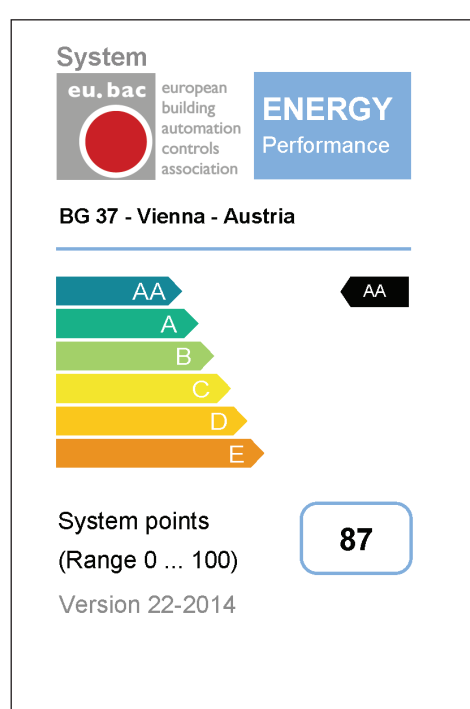 System
eu.bac
european
building
automation
controls
association
ENERGY
Performance
BG 37 - Vienna - Austria
AA
AA
A
B
C
D
E
System points
(Range 0 ... 100)
87
Version 22-2014